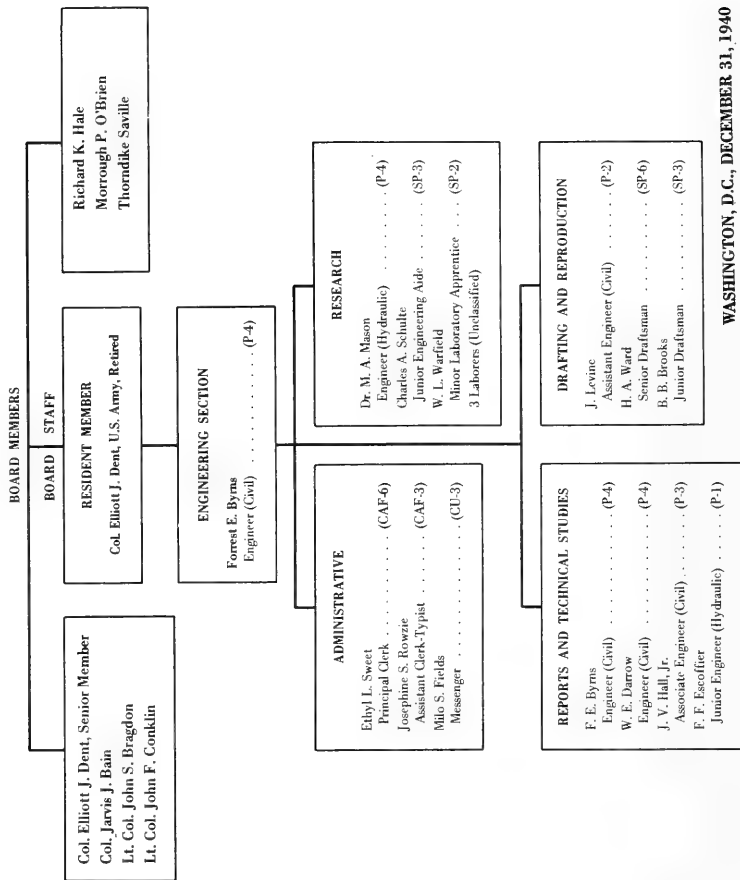 BOARD MEMBERS
Col. Elliott J. Dent, Senior Member
Col. Jarvis J. Bain
Lt. Col. John S. Bragdon
Lt. Col. John F. Conklin
BOARD STAFF
RESIDENT MEMBER
Col. Elliott J. Dent, U.S. Army, Retired
Richard K. Hale
Morrough P. O'Brien
Thorndike Saville
ENGINEERING SECTION
Forrest E. Byrns
Engineer (Civil) . . . . . . . . . . . (P-4)
ADMINISTRATIVE
Ethyl L. Sweet
Principal Clerk . . . . . . . . . . (CAF-6)
Josephine S. Rowzie
Assistant Clerk-Typist . . . . . . (CAF-3)
Milo S. Fields
Messenger . . . . . . . . . . . . . . (CU-3)
RESEARCH
Dr. M. A. Mason
Engineer (Hydraulic) . . . . . . . . (P-4)
Charles A. Schulte
Junior Engineering Aide . . . . . . (SP-3)
W. L. Warfield
Minor Laboratory Apprentice . . . (SP-2)
3 Laborers (Unclassified)
REPORTS AND TECHNICAL STUDIES
F. E. Byrns
Engineer (Civil) . . . . . . . . . . . (P-4)
W. E. Darrow
Engineer (Civil) . . . . . . . . . . . (P-4)
J. V. Hall, Jr.
Associate Engineer (Civil) . . . . . . (P-3)
F. F. Escoffier
Junior Engineer (Hydraulic) . . . . . (P-1)
DRAFTING AND REPRODUCTION
J. Levine
Assistant Engineer (Civil) . . . . . . (P-2)
H. A. Ward
Senior Draftsman . . . . . . . . . (SP-6)
B. B. Brooks
Junior Draftsman . . . . . . . . . (SP-3)
WASHINGTON, D.C., DECEMBER 31, 1940